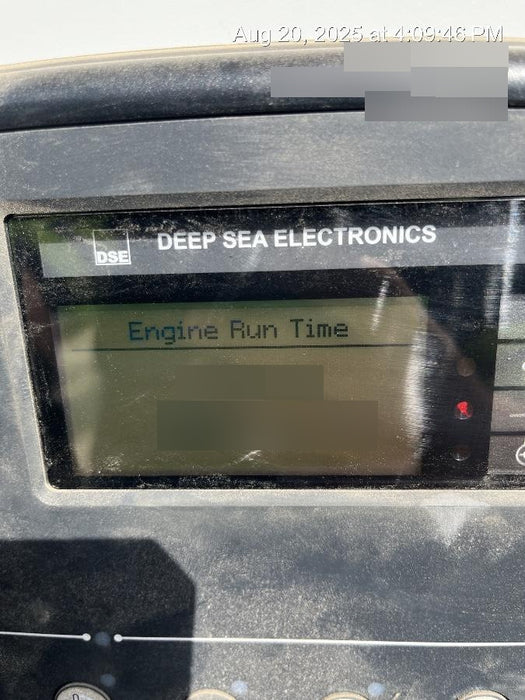 Aug 20, 2025 at 4:09:46 PM
DSE DEEP SEA ELECTRONICS
Engine Run Time